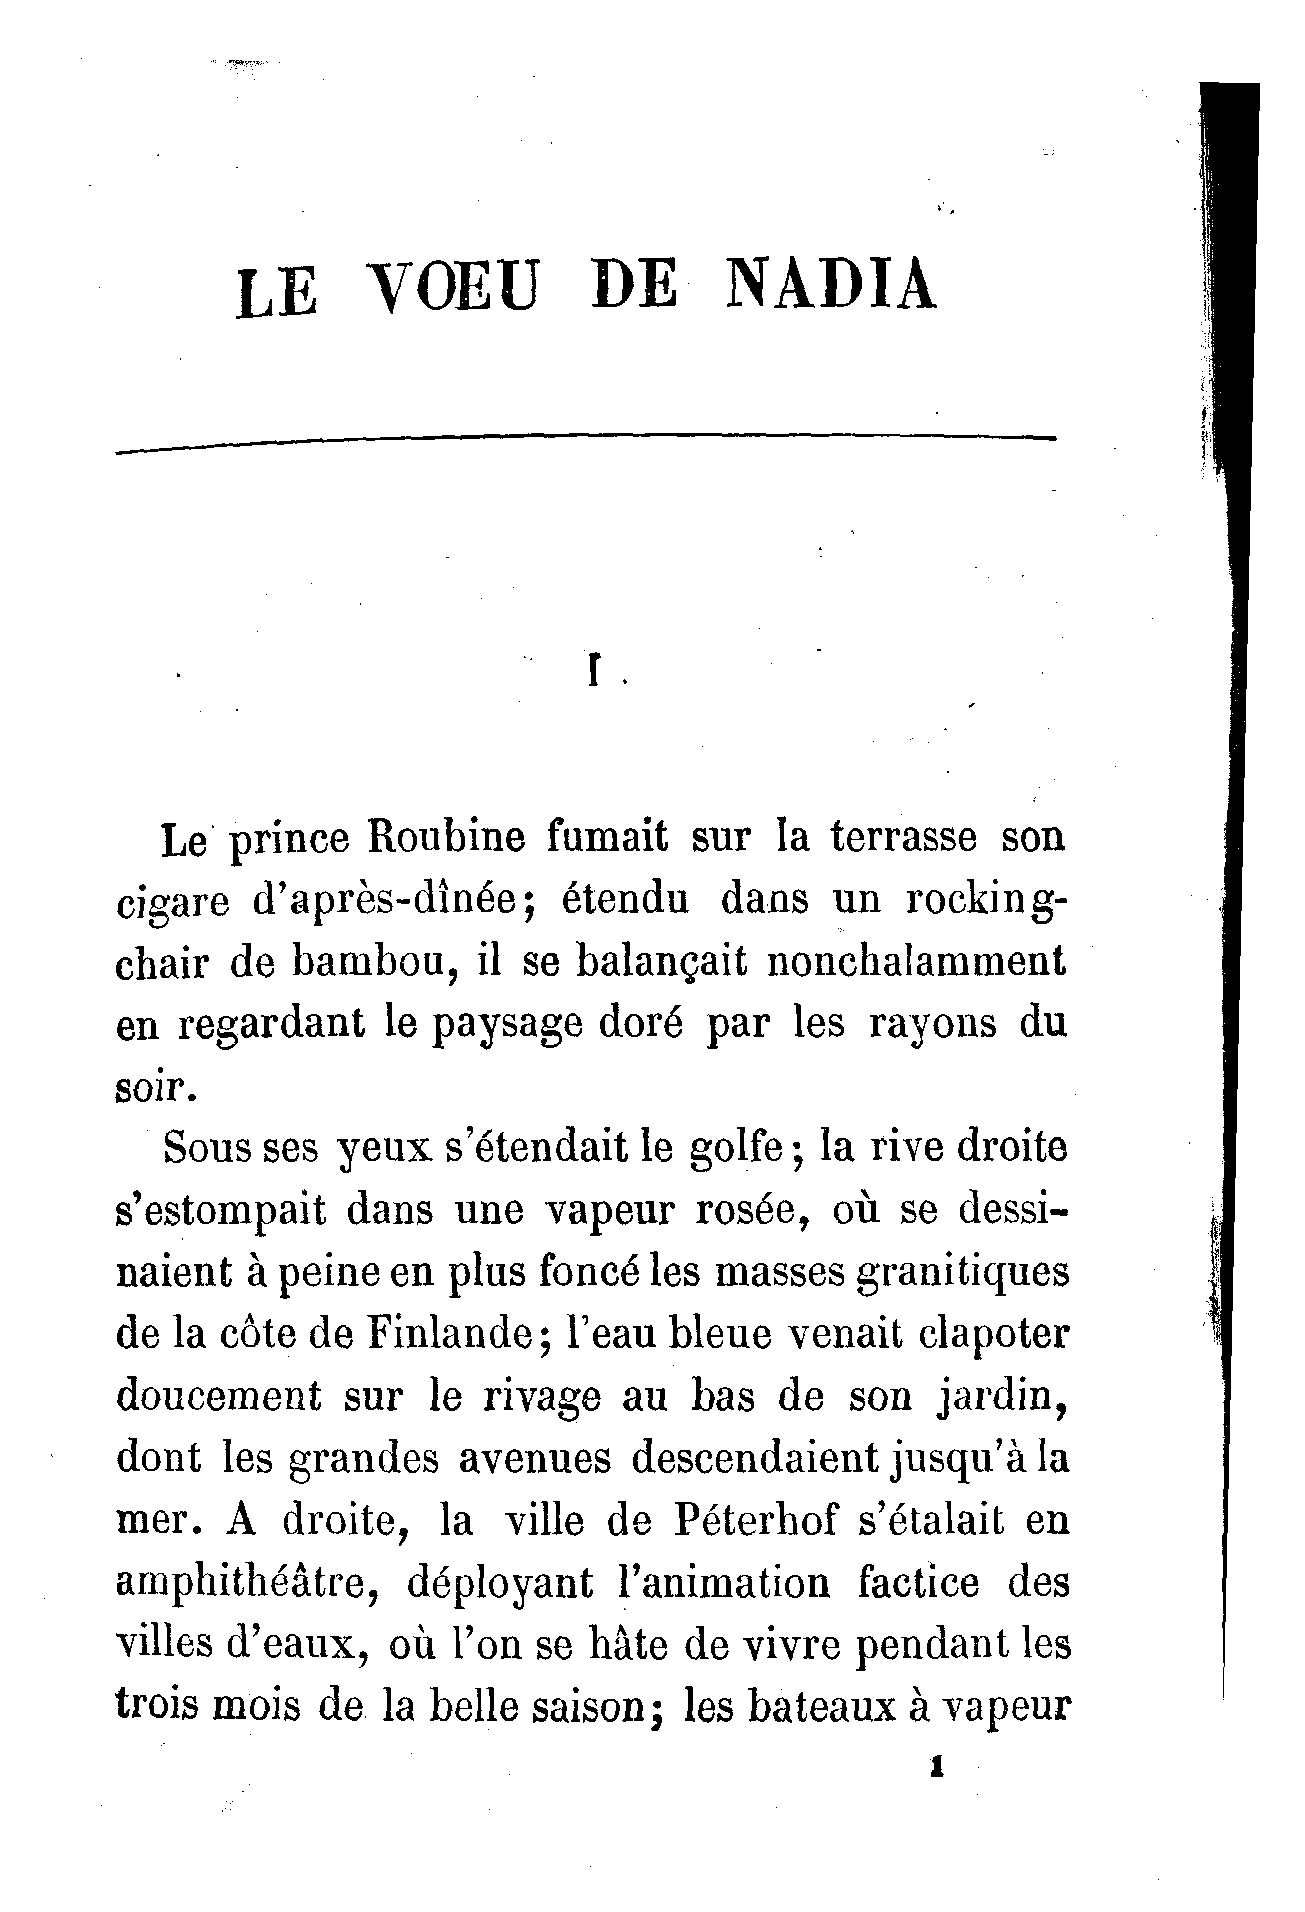 LE VŒU DE NADIA
I.
Le prince Roubine fumait sur la terrasse son
cigare d'après-dînée; étendu dans un rocking-
chair de bambou, il se balançait nonchalamment
en regardant le paysage doré par les rayons du
soir.
Sous ses yeux s'étendait le golfe; la rive droite
s'estompait dans une vapeur rosée, où se dessi-
naient à peine en plus foncé les masses granitiques
de la côte de Finlande; l'eau bleue venait clapoter
doucement sur le rivage au bas de son jardin,
dont les grandes avenues descendaient jusqu'à la
mer. A droite, la ville de Péterhof s'étalait en
amphithéâtre, déployant l'animation factice des
villes d'eaux, où l'on se hâte de vivre pendant les
trois mois de la belle saison; les bateaux à vapeur
1